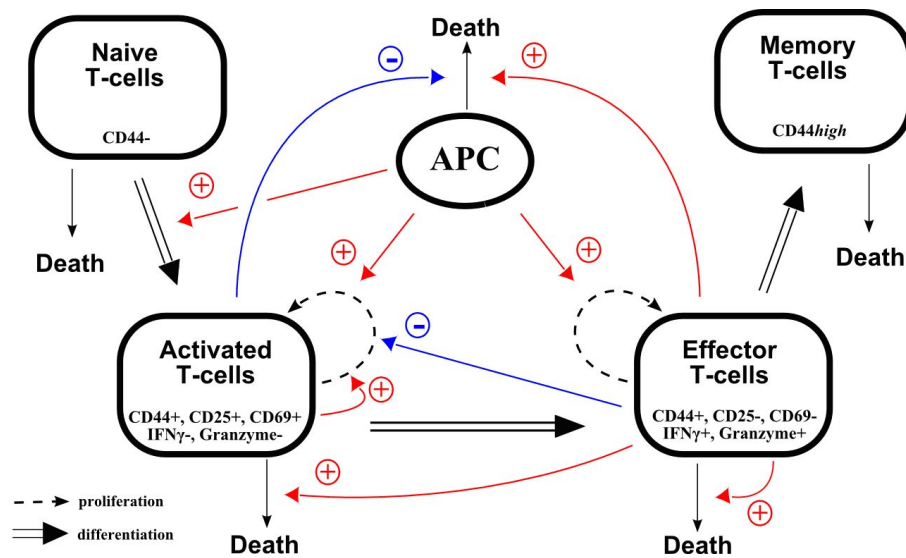 Death
Naive
T-cells
CD44-
Memory
T-cells
CD44high
-
+
APC
+
Death
Death
+
+
-
Activated
T-cells
CD44+, CD25+, CD69+
IFNγ-, Granzyme-
+
Effector
T-cells
CD44+, CD25-, CD69-
IFNγ+, Granzyme+
+
+
proliferation
differentiation
Death
Death